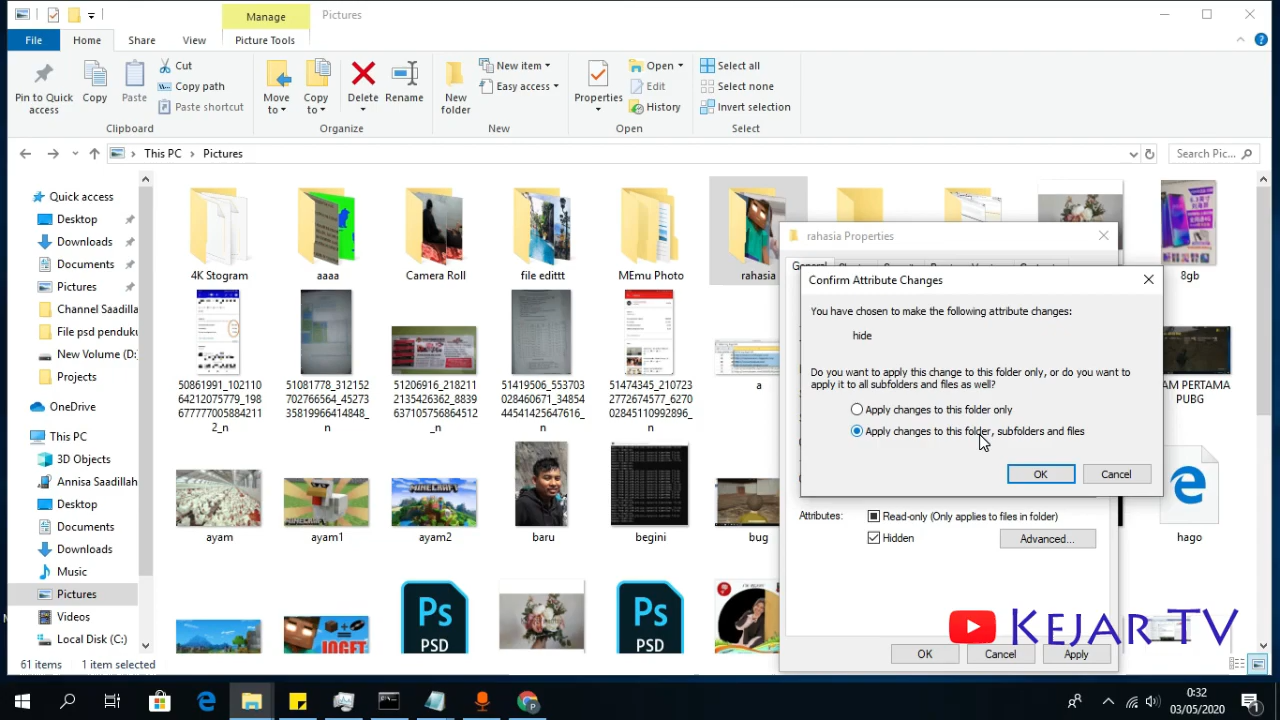 Manage
Pictures
File
Home
Share
View
Picture Tools
Pin to Quick access
Copy
Paste
Cut
Copy path
Paste shortcut
Clipboard
Move to
Copy to
Delete
Rename
Organize
New folder
New item
Easy access
New
Properties
Open
Edit
History
Open
Select all
Select none
Invert selection
Select
This PC
Pictures
Search Pic...
Quick access
Desktop
Downloads
Documents
Pictures
Channel Saadilla
File psd penduku
New Volume (D:
Projects
OneDrive
This PC
3D Objects
Annisa Saadillah
Desktop
Documents
Downloads
Music
Pictures
Videos
Local Disk (C:)
4K Stogram
aaaa
Camera Roll
file edittt
MEmu Photo
rahasia
8gb
50861991_102110
1964212075779_198
6777770058842 11
2_n
51081778_312152
702766564_45273
35819966414848_
n
51206916_218211
2135426362_8839
637105756864512
_n
51419506_553703
028471320_34854
44541425647616_
n
51474345_210723
2772674577_6270
02845110992896_
n
a
AM PERTAMA
PUBG
ayam
ayam1
ayam2
baru
begini
bug
hago
PS
PSD
Ps
PSD
JOGET
rahasia Properties
Confirm Attribute Changes
You have chosen to make the following attribute changes:
hide
Do you want to apply this change to this folder only, or do you want to
apply it to all subfolders and files as well?
Apply changes to this folder only
Apply changes to this folder, subfolders and files
OK
Cancel
Attributes:
Read-only (Only applies to files in folder)
Hidden
Advanced...
KEJAR TV
OK
Cancel
Apply
61 items
1 item selected
0:32
03/05/2020